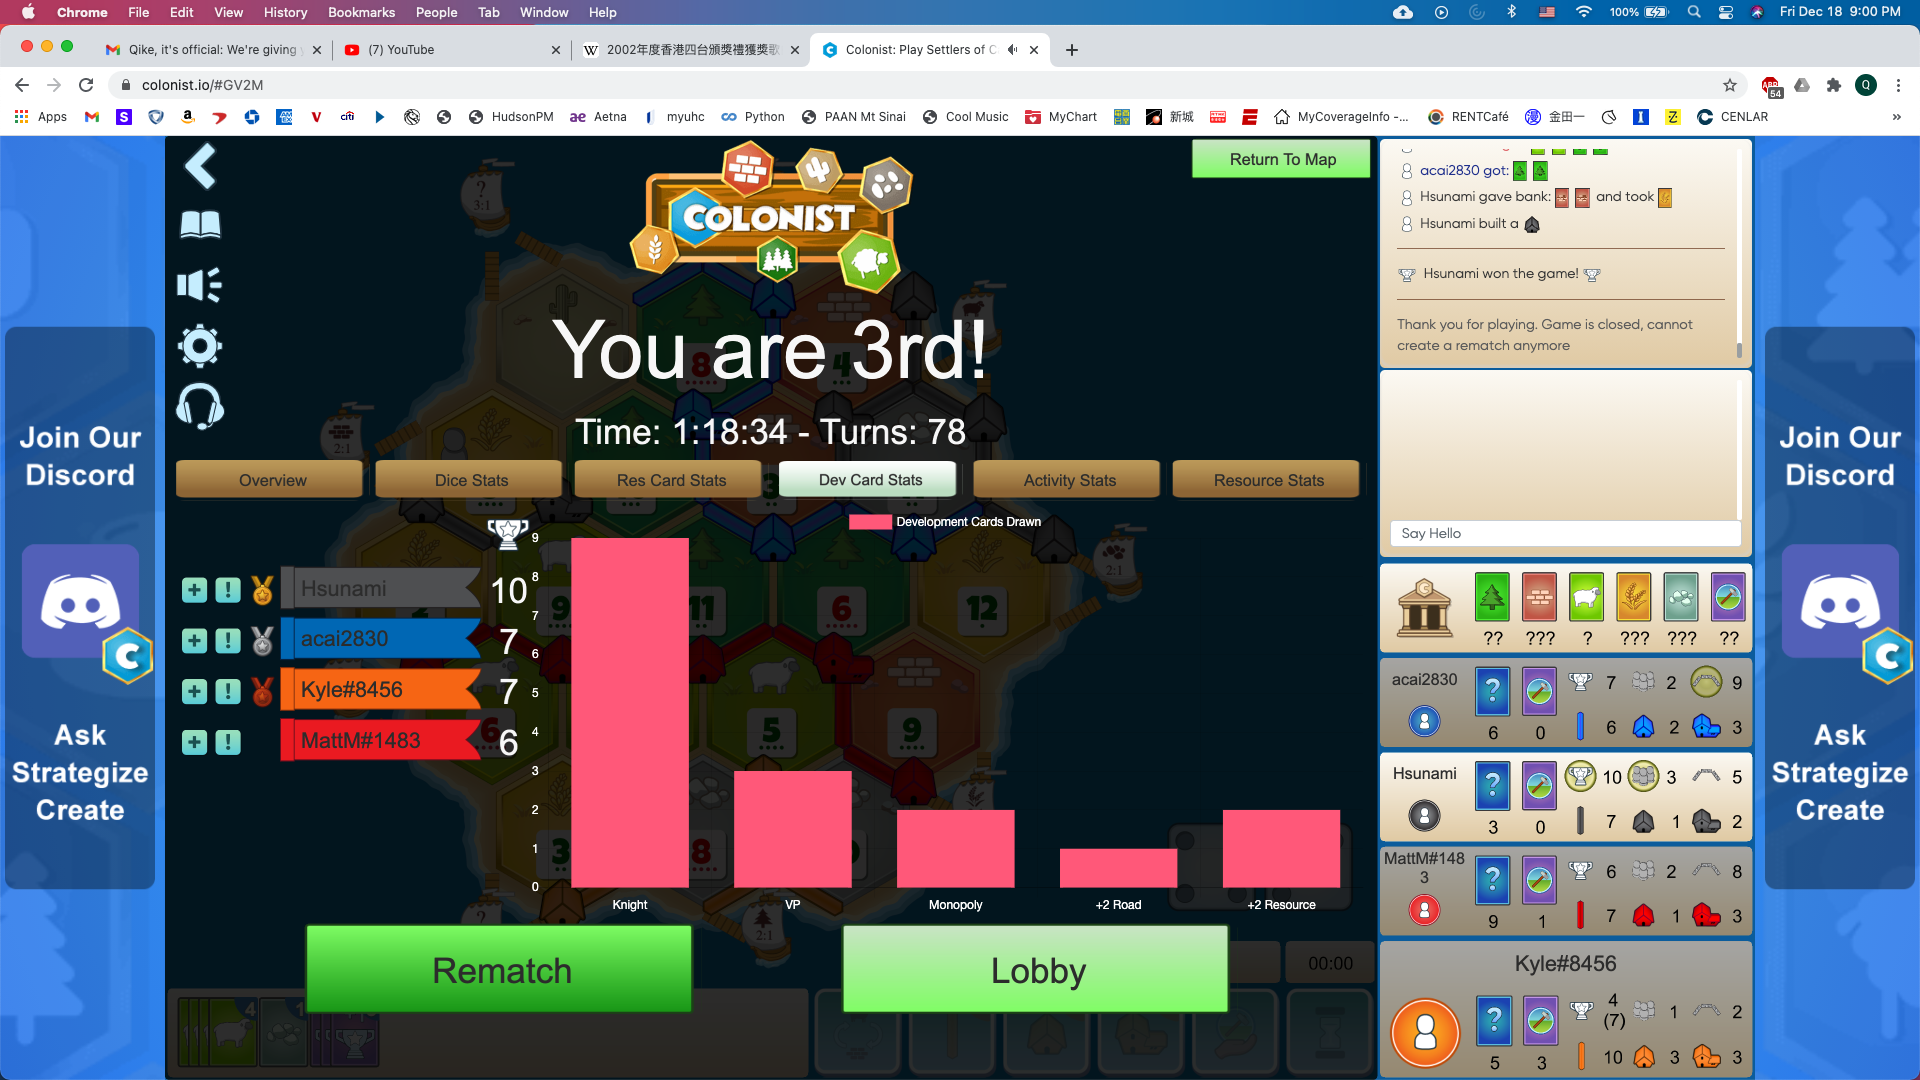 Chrome File Edit View History Bookmarks People Tab Window Help
100% Fri Dec 18 9:00 PM
Qike, it's official: We're giving
(7) YouTube
2002年度香港四台頒獎禮獲獎歌
Colonist: Play Settlers of C
colonist.io/#GV2M
Apps HudsonPM Aetna myuhc Python PAAN Mt Sinai Cool Music MyChart 新城 MyCoverageInfo -... RENTCafé 金田一 CENLAR
Return To Map
COLONIST
You are 3rd!
Time: 1:18:34 - Turns: 78
Overview Dice Stats Res Card Stats Dev Card Stats Activity Stats Resource Stats
Development Cards Drawn
Hsunami 10
acai2830 7
Kyle#8456 7
MattM#1483 6
9
8
7
6
5
4
3
2
1
0
Knight VP Monopoly +2 Road +2 Resource
Rematch
Lobby
00:00
acai2830 got:
Hsunami gave bank: and took
Hsunami built a
Hsunami won the game!
Thank you for playing. Game is closed, cannot
create a rematch anymore
Say Hello
?? ??? ? ??? ??? ??
acai2830 7 2 9
6 0 6 2 3
Hsunami 10 3 5
3 0 7 1 2
MattM#148
3
6 2 8
9 1 7 1 3
Kyle#8456
4
(7)
1 2
5 3 10 3 3
Join Our
Discord
Ask
Strategize
Create
Join Our
Discord
Ask
Strategize
Create